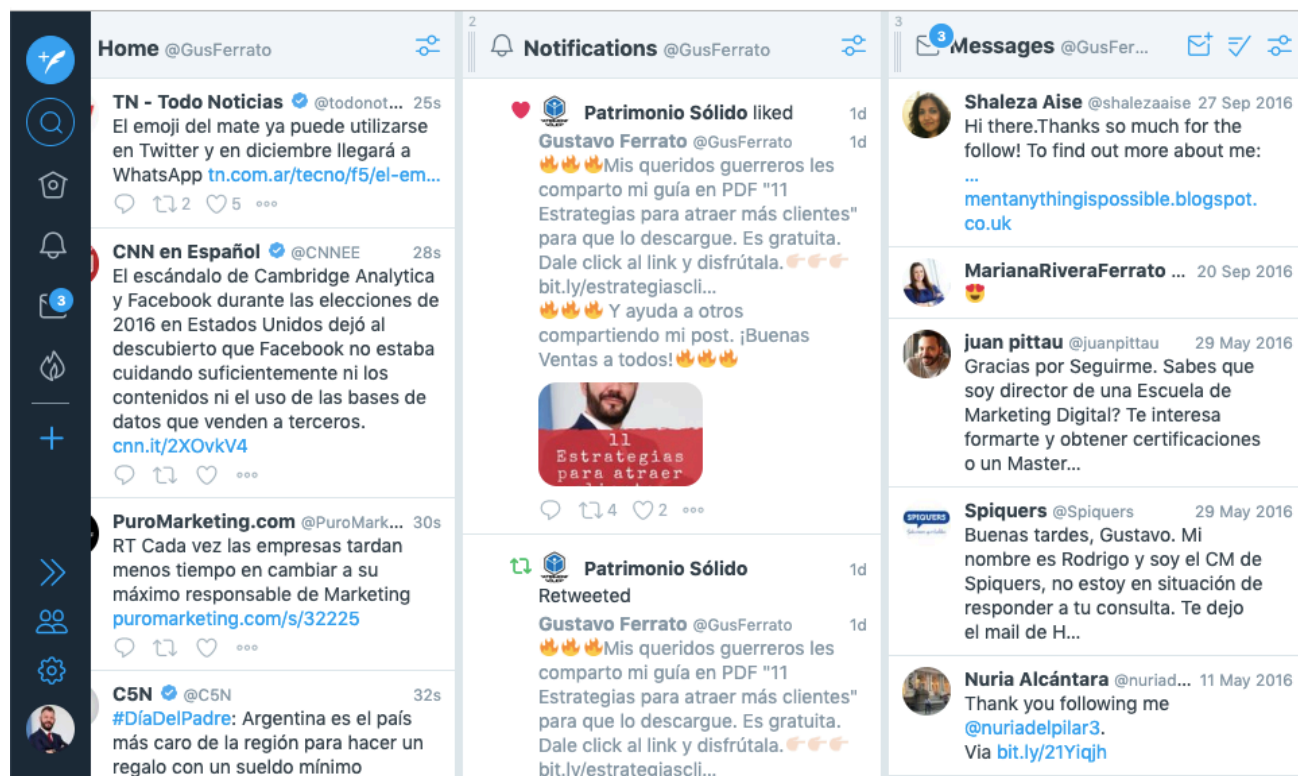 Home @GusFerrato
TN - Todo Noticias @todonot... 25s
El emoji del mate ya puede utilizarse
en Twitter y en diciembre llegará a
WhatsApp tn.com.ar/tecno/f5/el-em...
2 5
CNN en Español @CNNEE 28s
El escándalo de Cambridge Analytica
y Facebook durante las elecciones de
2016 en Estados Unidos dejó al
descubierto que Facebook no estaba
cuidando suficientemente ni los
contenidos ni el uso de las bases de
datos que venden a terceros.
cnn.it/2XOvkV4
PuroMarketing.com @PuroMark... 30s
RT Cada vez las empresas tardan
menos tiempo en cambiar a su
máximo responsable de Marketing
puromarketing.com/s/32225
C5N @C5N 32s
#DíaDelPadre: Argentina es el país
más caro de la región para hacer un
regalo con un sueldo mínimo
3
2
Notifications @GusFerrato
Patrimonio Sólido liked 1d
Gustavo Ferrato @GusFerrato 1d
🔥🔥🔥Mis queridos guerreros les
comparto mi guía en PDF "11
Estrategias para atraer más clientes"
para que lo descargue. Es gratuita.
Dale click al link y disfrútala.👉🏻👉🏻👉🏻
bit.ly/estrategiascli...
🔥🔥🔥 Y ayuda a otros
compartiendo mi post. ¡Buenas
Ventas a todos!🔥🔥🔥
11
Estrategias
para atraer
4 2
Patrimonio Sólido 1d
Retweeted
Gustavo Ferrato @GusFerrato 1d
🔥🔥🔥Mis queridos guerreros les
comparto mi guía en PDF "11
Estrategias para atraer más clientes"
para que lo descargue. Es gratuita.
Dale click al link y disfrútala.👉🏻👉🏻👉🏻
bit.ly/estrategiascli...
3
3
Messages @GusFer...
Shaleza Aise @shalezaaise 27 Sep 2016
Hi there.Thanks so much for the
follow! To find out more about me:
...
mentanythingispossible.blogspot.
co.uk
MarianaRiveraFerrato ... 20 Sep 2016
😍
juan pittau @juanpittau 29 May 2016
Gracias por Seguirme. Sabes que
soy director de una Escuela de
Marketing Digital? Te interesa
formarte y obtener certificaciones
o un Master...
SPIQUERS
Spiquers @Spiquers 29 May 2016
Buenas tardes, Gustavo. Mi
nombre es Rodrigo y soy el CM de
Spiquers, no estoy en situación de
responder a tu consulta. Te dejo
el mail de H...
Nuria Alcántara @nuriad... 11 May 2016
Thank you following me
@nuriadelpilar3.
Via bit.ly/21Yiqjh